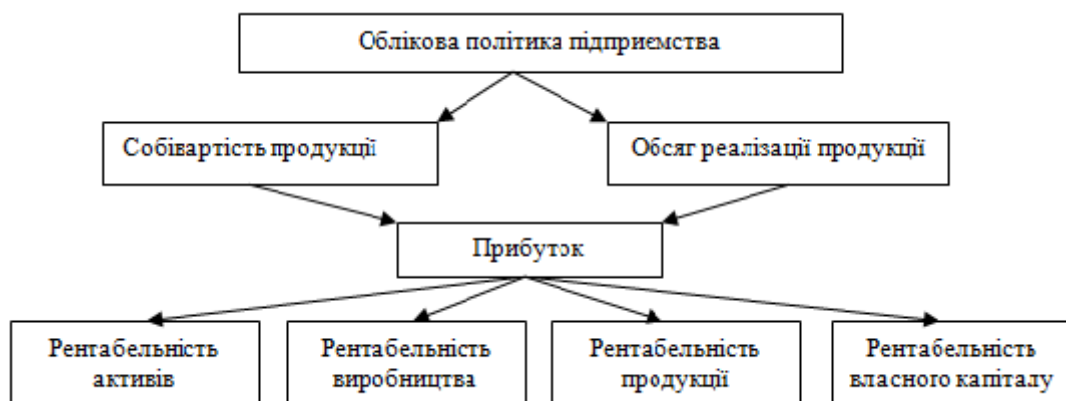 Облікова політика підприємства
Собівартість продукції
Обсяг реалізації продукції
Прибуток
Рентабельність
активів
Рентабельність
виробництва
Рентабельність
продукції
Рентабельність
власного капіталу